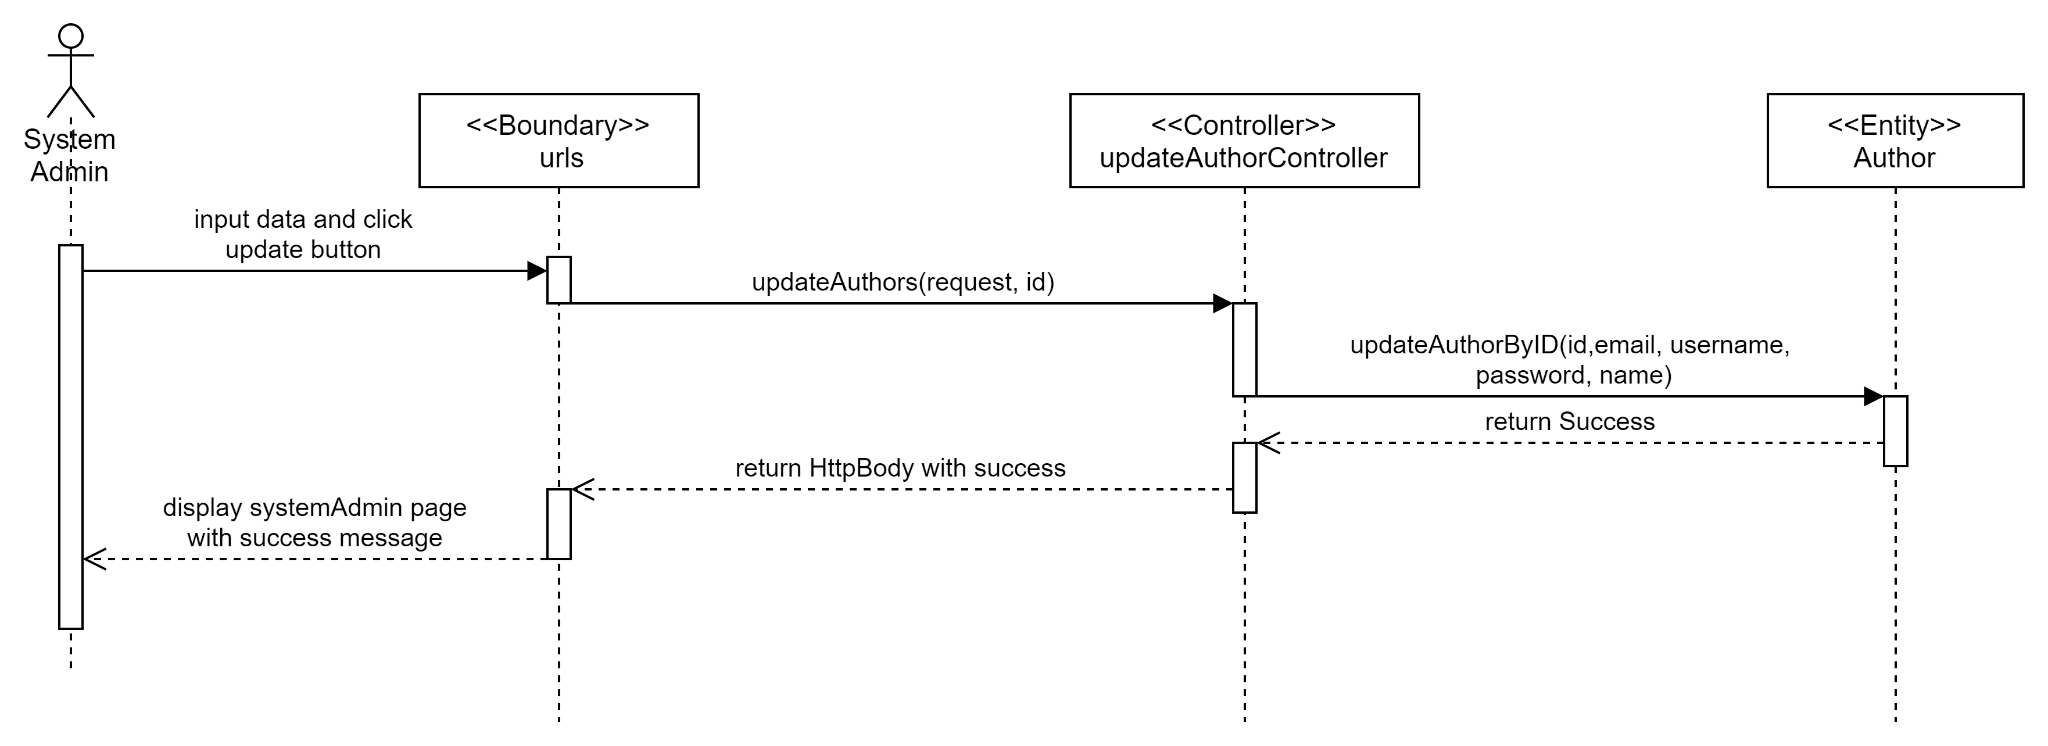 System
Admin
<<Boundary>>
urls
<<Controller>>
updateAuthorController
<<Entity>>
Author
input data and click
update button
updateAuthors(request, id)
updateAuthorByID(id,email, username,
password, name)
return Success
return HttpBody with success
display systemAdmin page
with success message